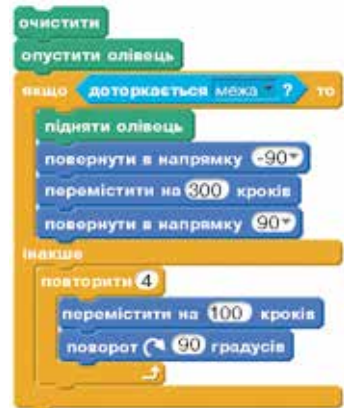 очистити
опустити олівець
якщо доторкається межа ? то
підняти олівець
повернути в напрямку -90
перемістити на 300 кроків
повернути в напрямку 90
інакше
повторити 4
перемістити на 100 кроків
поворот 90 градусів